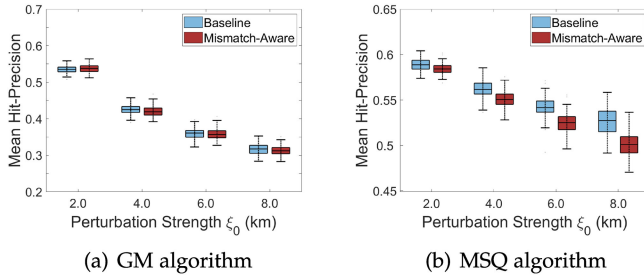 Mean Hit-Precision
0.7
0.6
0.5
0.4
0.3
0.2
Baseline
Mismatch-Aware
2.0 4.0 6.0 8.0
Perturbation Strength ξ₀ (km)
(a) GM algorithm
Mean Hit-Precision
0.65
0.6
0.55
0.5
0.45
Baseline
Mismatch-Aware
2.0 4.0 6.0 8.0
Perturbation Strength ξ₀ (km)
(b) MSQ algorithm